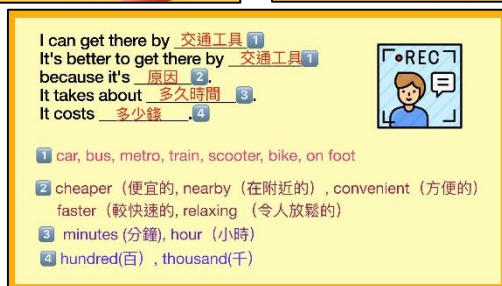 I can get there by 交通工具 1
It's better to get there by 交通工具1
because it's 原因 2.
It takes about 多久時間 3.
It costs 多少錢 .4
REC
1 car, bus, metro, train, scooter, bike, on foot
2 cheaper（便宜的, nearby（在附近的）, convenient（方便的）
faster（較快速的, relaxing （令人放鬆的）
3 minutes (分鐘), hour（小時）
4 hundred(百）, thousand(千）